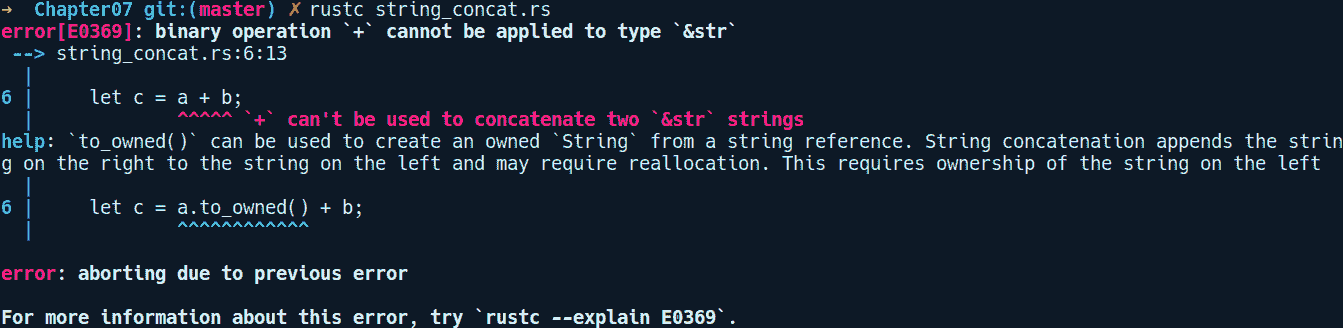 → Chapter07 git:(master) ✗ rustc string_concat.rs
error[E0369]: binary operation `+` cannot be applied to type `&str`
 --> string_concat.rs:6:13
  |
6 |     let c = a + b;
  |             ^^^^^ `+` can't be used to concatenate two `&str` strings
help: `to_owned()` can be used to create an owned `String` from a string reference. String concatenation appends the strin
g on the right to the string on the left and may require reallocation. This requires ownership of the string on the left
  |
6 |     let c = a.to_owned() + b;
  |             ^^^^^^^^^^^^
error: aborting due to previous error
For more information about this error, try `rustc --explain E0369`.